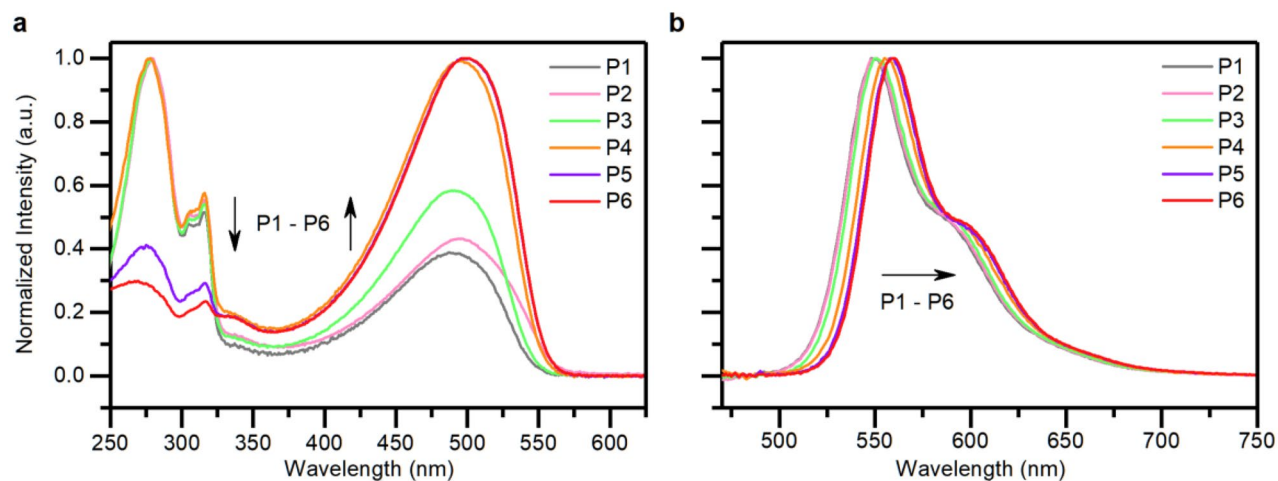 a
Normalized Intensity (a.u.)
1.0
0.8
0.6
0.4
0.2
0.0
P1 - P6
P1
P2
P3
P4
P5
P6
250 300 350 400 450 500 550 600
Wavelength (nm)
b
P1
P2
P3
P4
P5
P6
P1 - P6
500 550 600 650 700 750
Wavelength (nm)